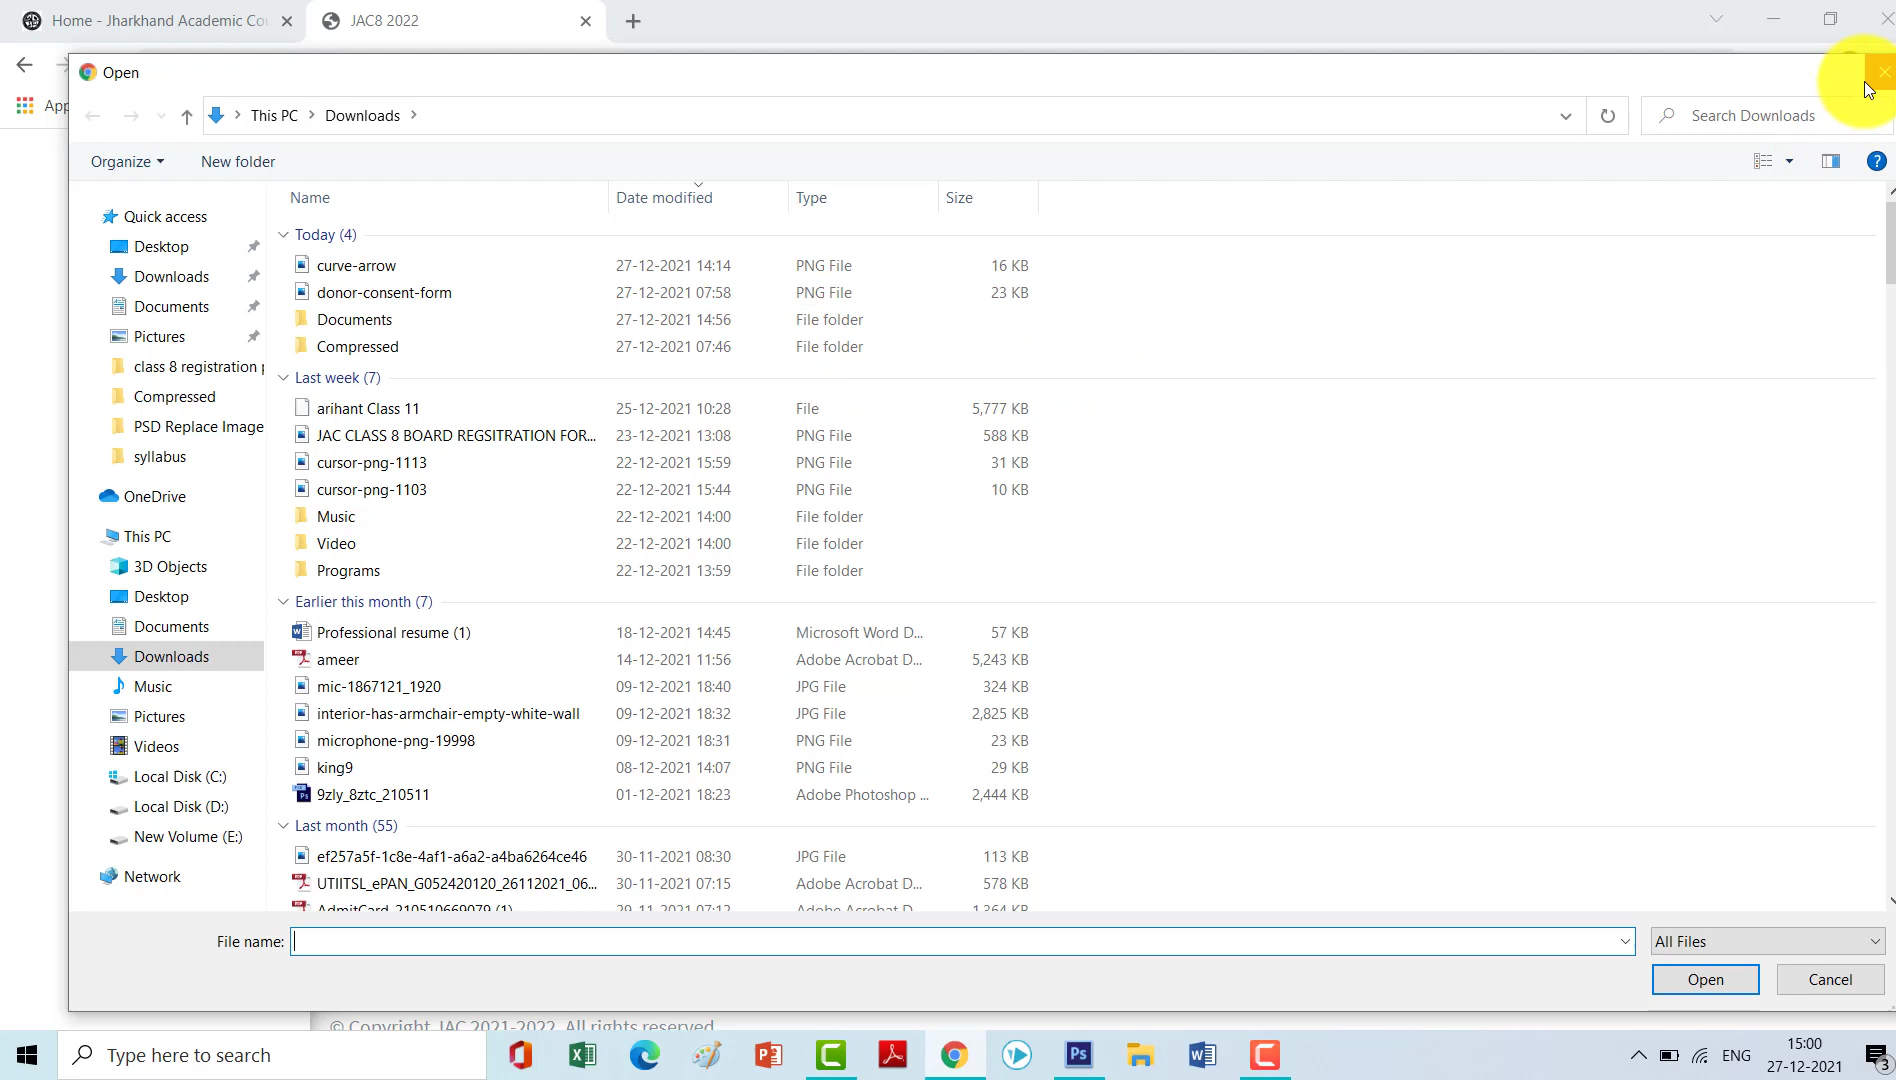 Home - Jharkhand Academic Cou
JAC8 2022
App
Open
This PC
Downloads
Search Downloads
Organize
New folder
?
Name
Date modified
Type
Size
Quick access
Desktop
Downloads
Documents
Pictures
class 8 registration p
Compressed
PSD Replace Image
syllabus
OneDrive
This PC
3D Objects
Desktop
Documents
Downloads
Music
Pictures
Videos
Local Disk (C:)
Local Disk (D:)
New Volume (E:)
Network
Today (4)
curve-arrow 27-12-2021 14:14 PNG File 16 KB
donor-consent-form 27-12-2021 07:58 PNG File 23 KB
Documents 27-12-2021 14:56 File folder
Compressed 27-12-2021 07:46 File folder
Last week (7)
arihant Class 11 25-12-2021 10:28 File 5,777 KB
JAC CLASS 8 BOARD REGSITRATION FOR... 23-12-2021 13:08 PNG File 588 KB
cursor-png-1113 22-12-2021 15:59 PNG File 31 KB
cursor-png-1103 22-12-2021 15:44 PNG File 10 KB
Music 22-12-2021 14:00 File folder
Video 22-12-2021 14:00 File folder
Programs 22-12-2021 13:59 File folder
Earlier this month (7)
Professional resume (1) 18-12-2021 14:45 Microsoft Word D... 57 KB
ameer 14-12-2021 11:56 Adobe Acrobat D... 5,243 KB
mic-1867121_1920 09-12-2021 18:40 JPG File 324 KB
interior-has-armchair-empty-white-wall 09-12-2021 18:32 JPG File 2,825 KB
microphone-png-19998 09-12-2021 18:31 PNG File 23 KB
king9 08-12-2021 14:07 PNG File 29 KB
9zly_8ztc_210511 01-12-2021 18:23 Adobe Photoshop ... 2,444 KB
Last month (55)
ef257a5f-1c8e-4af1-a6a2-a4ba6264ce46 30-11-2021 08:30 JPG File 113 KB
UTIITSL_ePAN_G052420120_26112021_06... 30-11-2021 07:15 Adobe Acrobat D... 578 KB
AdmitCard_210510669079 (1) 29-11-2021 07:12 Adobe Acrobat D... 1,364 KB
File name:
All Files
Open
Cancel
© Copyright JAC 2021-2022. All rights reserved
Type here to search
ENG
15:00
27-12-2021
3